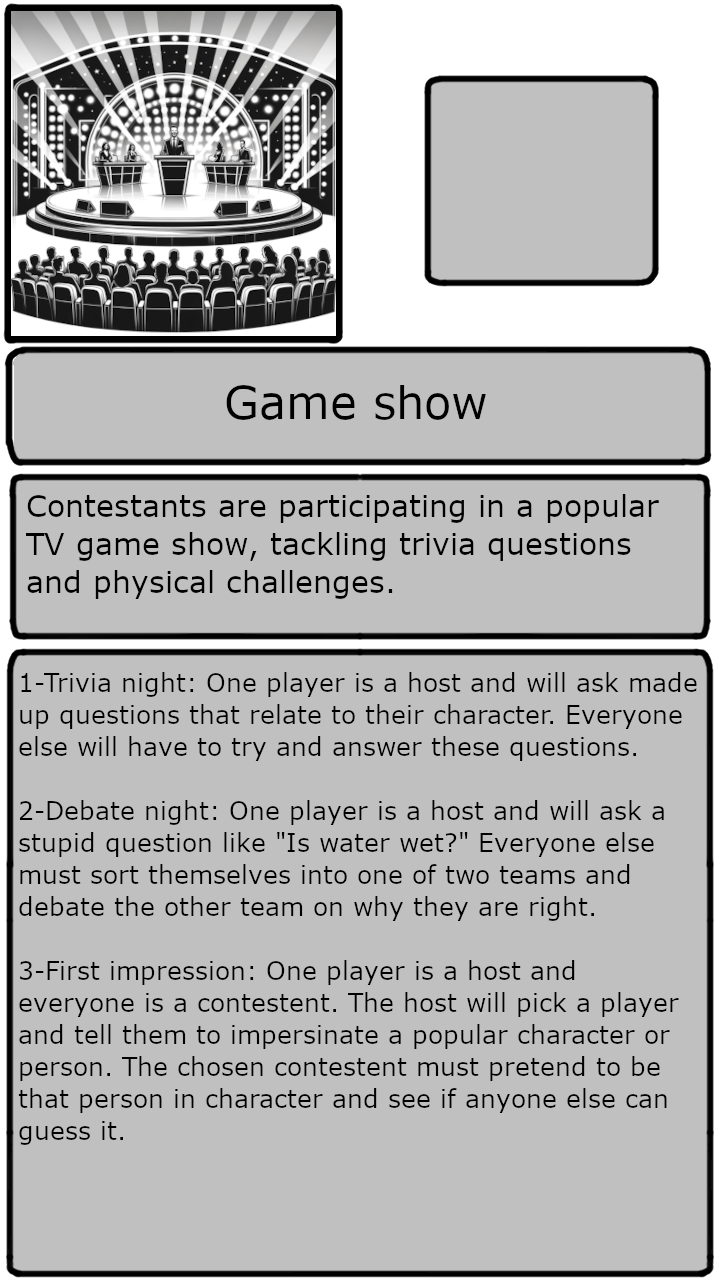 Game show
Contestants are participating in a popular
TV game show, tackling trivia questions
and physical challenges.
1-Trivia night: One player is a host and will ask made
up questions that relate to their character. Everyone
else will have to try and answer these questions.
2-Debate night: One player is a host and will ask a
stupid question like "Is water wet?" Everyone else
must sort themselves into one of two teams and
debate the other team on why they are right.
3-First impression: One player is a host and
everyone is a contestent. The host will pick a player
and tell them to impersinate a popular character or
person. The chosen contestent must pretend to be
that person in character and see if anyone else can
guess it.